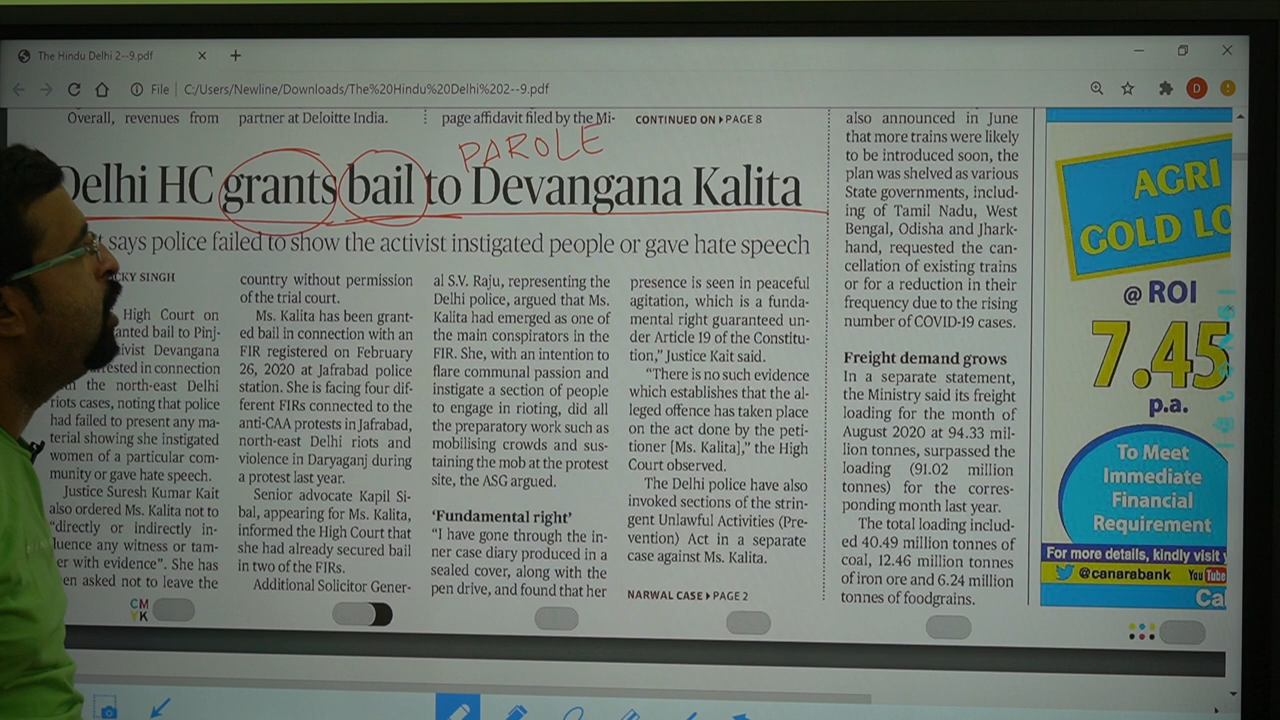 The Hindu Delhi 2--9.pdf
File | C:/Users/Newline/Downloads/The%20Hindu%20Delhi%202--9.pdf
D
Overall, revenues from
partner at Deloitte India.
page affidavit filed by the Mi-
CONTINUED ON ▸ PAGE 8
PAROLE
Delhi HC grants bail to Devangana Kalita
says police failed to show the activist instigated people or gave hate speech
SINGH
High Court on
bail to Pinj-
Devangana
in connection
the north-east Delhi
riots cases, noting that police
had failed to present any ma-
terial showing she instigated
women of a particular com-
munity or gave hate speech.
Justice Suresh Kumar Kait
also ordered Ms. Kalita not to
“directly or indirectly in-
fluence any witness or tam-
er with evidence”. She has
en asked not to leave the
country without permission
of the trial court.
Ms. Kalita has been grant-
ed bail in connection with an
FIR registered on February
26, 2020 at Jafrabad police
station. She is facing four dif-
ferent FIRs connected to the
anti-CAA protests in Jafrabad,
north-east Delhi riots and
violence in Daryaganj during
a protest last year.
Senior advocate Kapil Si-
bal, appearing for Ms. Kalita,
informed the High Court that
she had already secured bail
in two of the FIRs.
Additional Solicitor Gener-
al S.V. Raju, representing the
Delhi police, argued that Ms.
Kalita had emerged as one of
the main conspirators in the
FIR. She, with an intention to
flare communal passion and
instigate a section of people
to engage in rioting, did all
the preparatory work such as
mobilising crowds and sus-
taining the mob at the protest
site, the ASG argued.
‘Fundamental right’
“I have gone through the in-
ner case diary produced in a
sealed cover, along with the
pen drive, and found that her
presence is seen in peaceful
agitation, which is a funda-
mental right guaranteed un-
der Article 19 of the Constitu-
tion,” Justice Kait said.
“There is no such evidence
which establishes that the al-
leged offence has taken place
on the act done by the peti-
tioner [Ms. Kalita],” the High
Court observed.
The Delhi police have also
invoked sections of the strin-
gent Unlawful Activities (Pre-
vention) Act in a separate
case against Ms. Kalita.
NARWAL CASE ▸ PAGE 2
also announced in June
that more trains were likely
to be introduced soon, the
plan was shelved as various
State governments, includ-
ing of Tamil Nadu, West
Bengal, Odisha and Jhark-
hand, requested the can-
cellation of existing trains
or for a reduction in their
frequency due to the rising
number of COVID-19 cases.
Freight demand grows
In a separate statement,
the Ministry said its freight
loading for the month of
August 2020 at 94.33 mil-
lion tonnes, surpassed the
loading (91.02 million
tonnes) for the corres-
ponding month last year.
The total loading includ-
ed 40.49 million tonnes of
coal, 12.46 million tonnes
of iron ore and 6.24 million
tonnes of foodgrains.
AGRI
GOLD LO
@ ROI
7.45
p.a.
To Meet
Immediate
Financial
Requirement
For more details, kindly visit
@canarabank YouTube
Ca
CM
YK